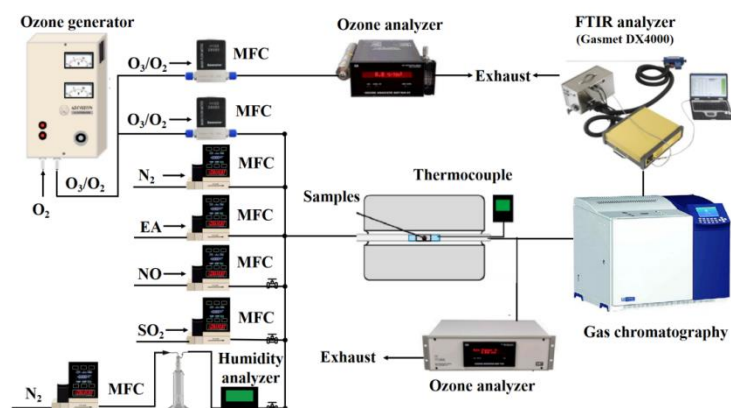 Ozone generator
O₃/O₂
MFC
Ozone analyzer
Exhaust
FTIR analyzer
(Gasmet DX4000)
O₃/O₂
MFC
O₃/O₂
O₂
N₂
MFC
EA
MFC
NO
MFC
SO₂
MFC
N₂
MFC
Humidity
analyzer
Samples
Thermocouple
Gas chromatography
Exhaust
Ozone analyzer